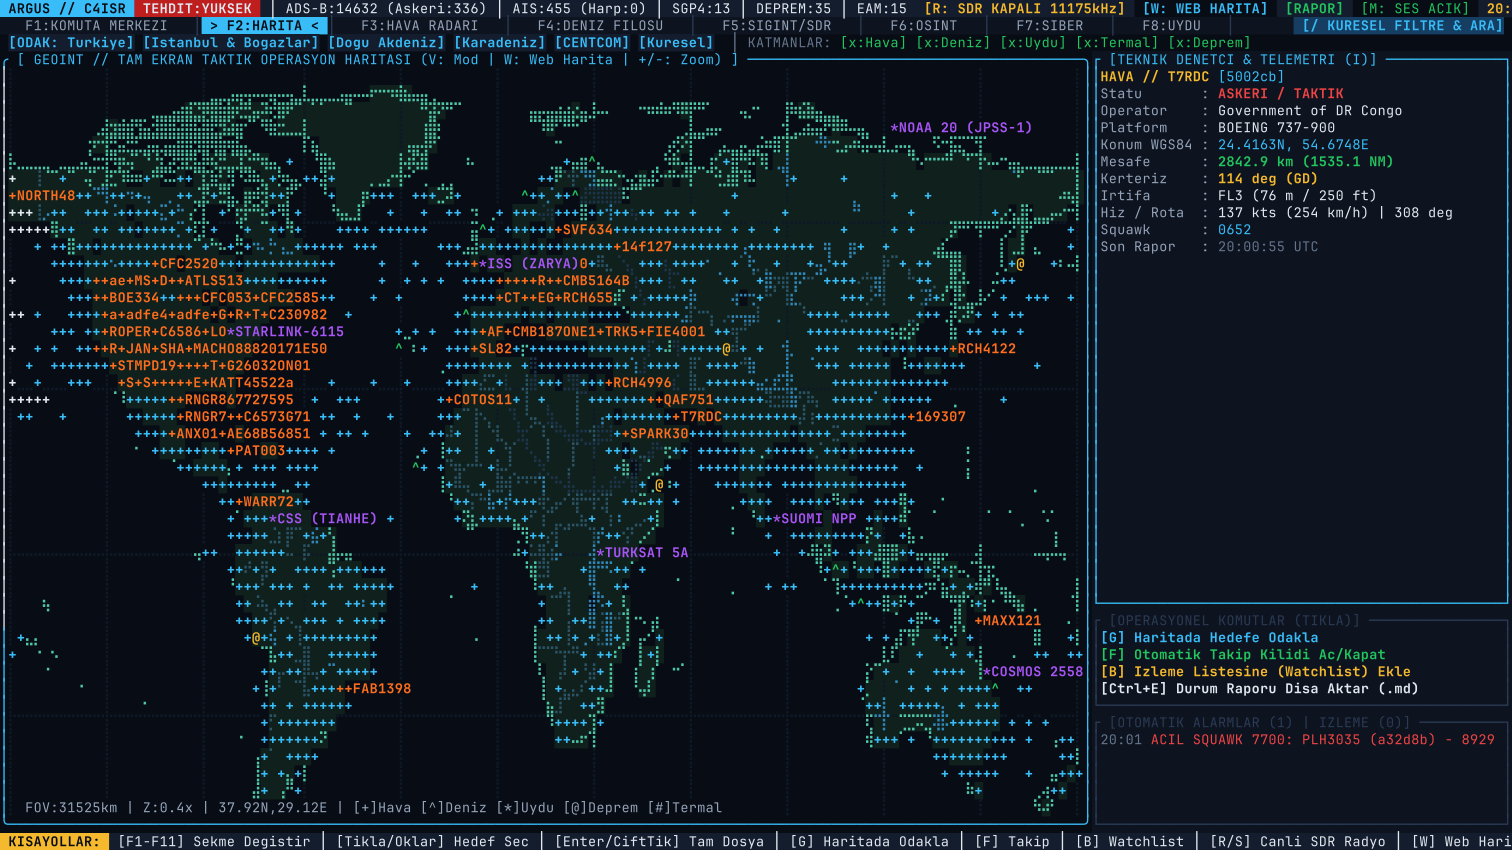 ARGUS // C4ISR TEHDIT:YUKSEK | ADS-B:14632 (Askeri:336) | AIS:455 (Harp:0) | SGP4:13 | DEPREM:35 | EAM:15 [R: SDR KAPALI 11175kHz] [W: WEB HARITA] [RAPOR] [M: SES ACIK] 20:
F1:KOMUTA MERKEZI > F2:HARITA < F3:HAVA RADARI F4:DENIZ FILOSU F5:SIGINT/SDR F6:OSINT F7:SIBER F8:UYDU [/ KURESEL FILTRE & ARA]
[ODAK: Turkiye] [Istanbul & Bogazlar] [Dogu Akdeniz] [Karadeniz] [CENTCOM] [Kuresel] | KATMANLAR: [x:Hava] [x:Deniz] [x:Uydu] [x:Termal] [x:Deprem]
[ GEOINT // TAM EKRAN TAKTIK OPERASYON HARITASI (V: Mod | W: Web Harita | +/-: Zoom) ]
*NOAA 20 (JPSS-1)
+NORTH48
+SVF634
+14f127
+CFC2520 *ISS (ZARYA)0+
++ae+MS+D++ATLS513 +++++R++CMB5164B
++BOE334++++CFC053+CFC2585 +CT++EG+RCH655
+a+adfe4+adfe+G+R+T+C230982
+ROPER+C6586+LO*STARLINK-6115 +AF+CMB187ONE1+TRK5+FIE4001
++R+JAN+SHA+MACHO88820171E50 +SL82 +RCH4122
+STMPD19++++T+G26032ON01
+S+S++++E+KATT45522a +RCH4996
+RNGR867727595 +COTOS11+ ++QAF751
+RNGR7++C6573G71 +T7RDC +169307
+ANX01+AE68B56851 +SPARK30
+PAT003
+WARR72
*CSS (TIANHE) *SUOMI NPP
*TURKSAT 5A
+MAXX121
*COSMOS 2558
++FAB1398
FOV:31525km | Z:0.4x | 37.92N,29.12E | [+]Hava [^]Deniz [*]Uydu [@]Deprem [#]Termal
[TEKNIK DENETCI & TELEMETRI (I)]
HAVA // T7RDC [5002cb]
Statu : ASKERI / TAKTIK
Operator : Government of DR Congo
Platform : BOEING 737-900
Konum WGS84 : 24.4163N, 54.6748E
Mesafe : 2842.9 km (1535.1 NM)
Kerteriz : 114 deg (GD)
Irtifa : FL3 (76 m / 250 ft)
Hiz / Rota : 137 kts (254 km/h) | 308 deg
Squawk : 0652
Son Rapor : 20:00:55 UTC
[OPERASYONEL KOMUTLAR (TIKLA)]
[G] Haritada Hedefe Odakla
[F] Otomatik Takip Kilidi Ac/Kapat
[B] Izleme Listesine (Watchlist) Ekle
[Ctrl+E] Durum Raporu Disa Aktar (.md)
[OTOMATIK ALARMLAR (1) | IZLEME (0)]
20:01 ACIL SQUAWK 7700: PLH3035 (a32d8b) - 8929
KISAYOLLAR: [F1-F11] Sekme Degistir | [Tikla/Oklar] Hedef Sec | [Enter/CiftTik] Tam Dosya | [G] Haritada Odakla | [F] Takip | [B] Watchlist | [R/S] Canli SDR Radyo | [W] Web Hari